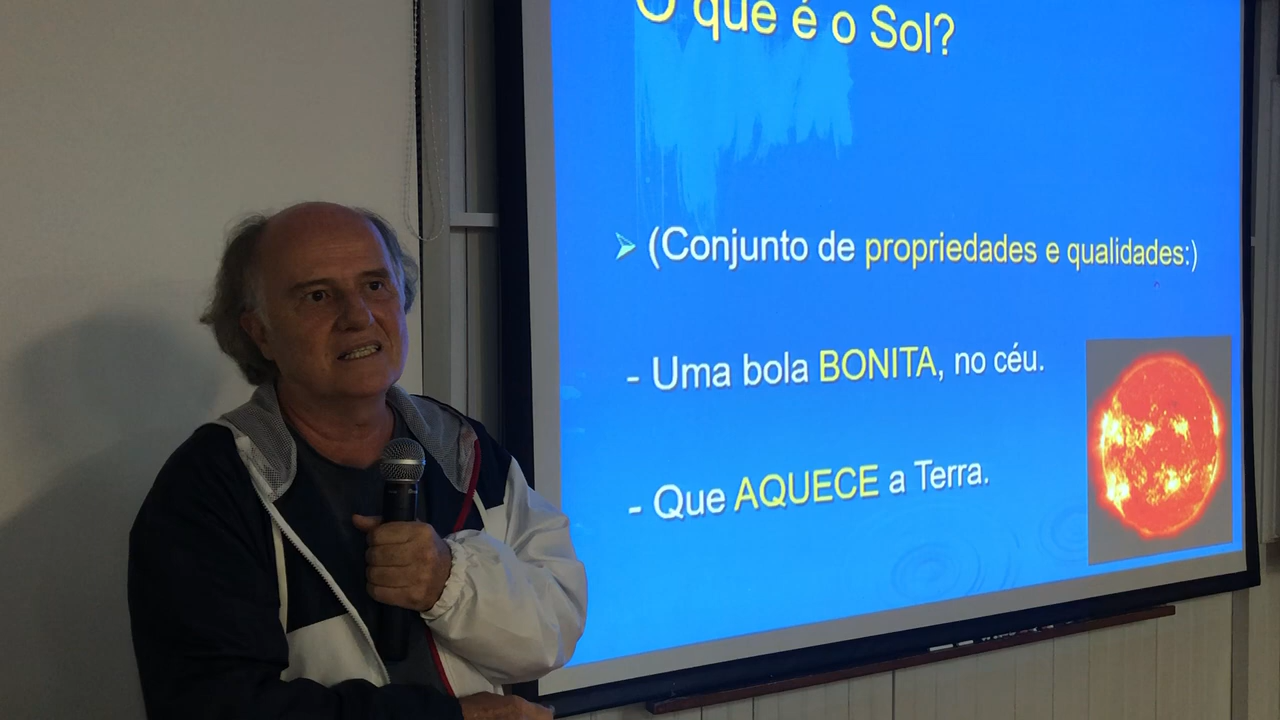 O que é o Sol?
(Conjunto de propriedades e qualidades:)
- Uma bola BONITA, no céu.
- Que AQUECE a Terra.